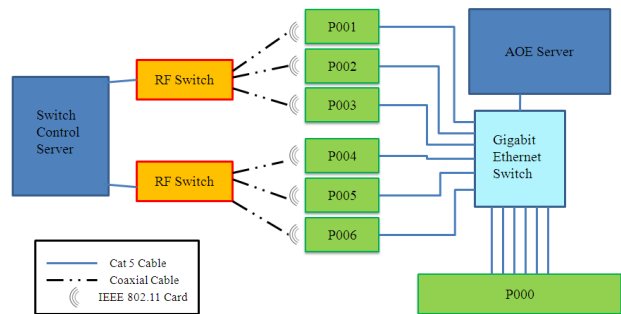 P001
AOE Server
P002
RF Switch
P003
Switch
Control
Server
Gigabit
Ethernet
Switch
P004
RF Switch
P005
P006
Cat 5 Cable
Coaxial Cable
IEEE 802.11 Card
P000